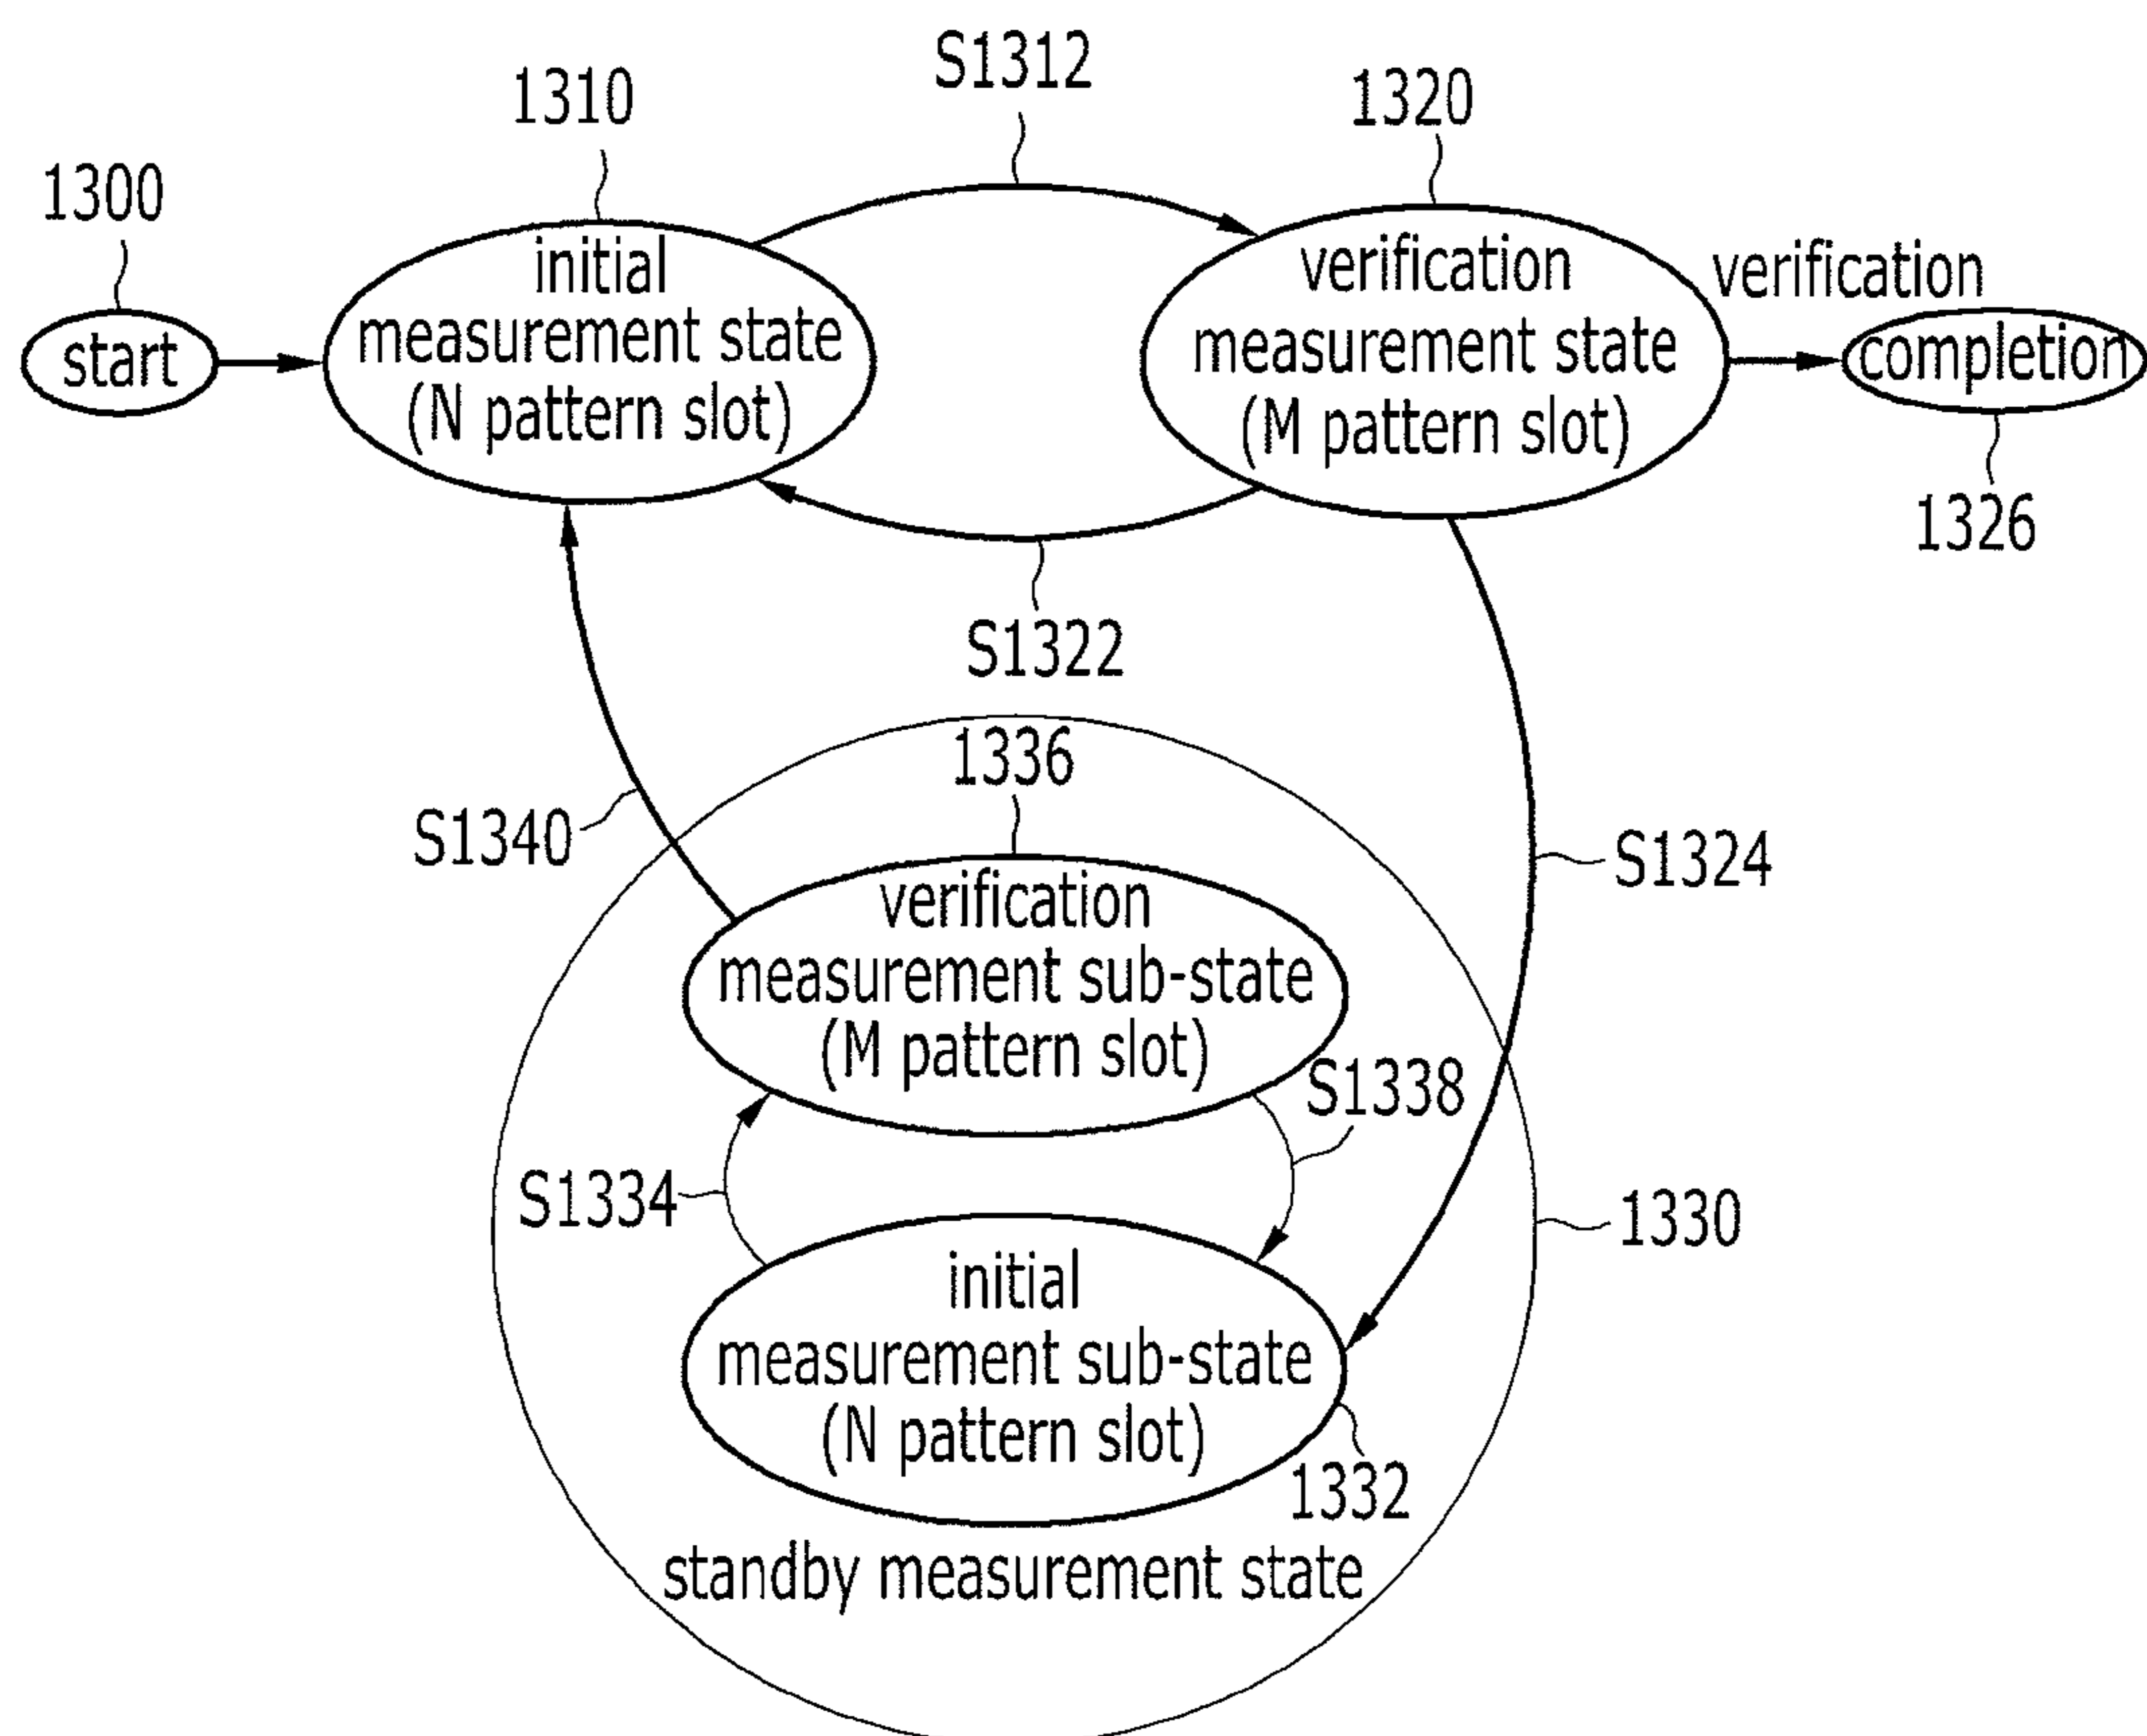 S1312
1310
1320
1300
initial
measurement state
(N pattern slot)
verification
measurement state
(M pattern slot)
verification
start
completion
1326
S1322
1336
S1340
S1324
verification
measurement sub-state
(M pattern slot)
S1338
S1334
1330
initial
measurement sub-state
(N pattern slot)
1332
standby measurement state